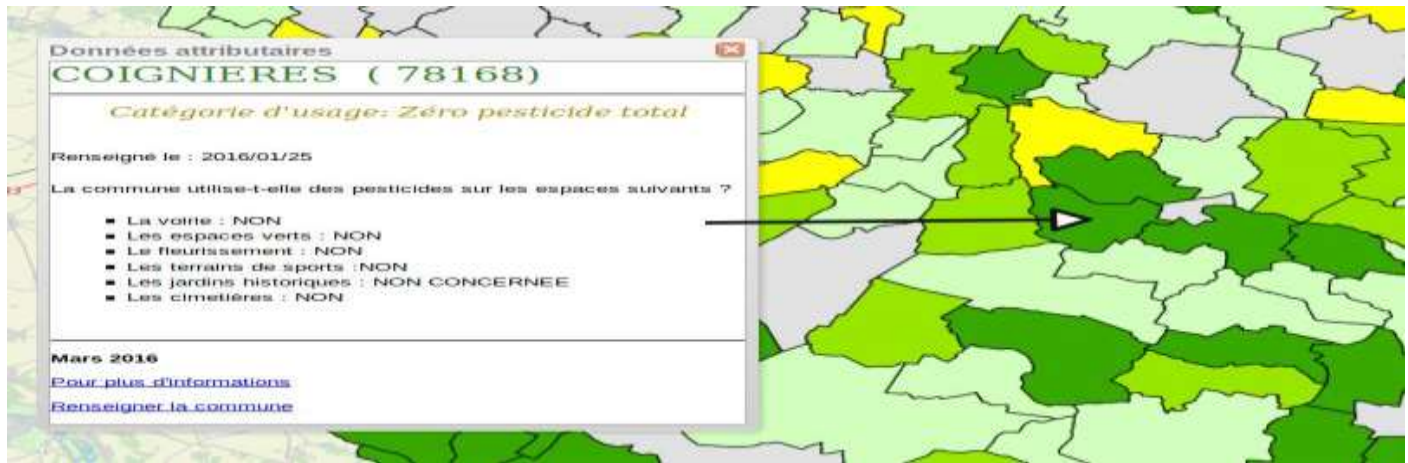 Données attributaires
COIGNIERES ( 78168)
Catégorie d'usage: Zéro pesticide total
Renseigné le : 2016/01/25
La commune utilise-t-elle des pesticides sur les espaces suivants ?
La voirie : NON
Les espaces verts : NON
Le fleurissement : NON
Les terrains de sports :NON
Les jardins historiques : NON CONCERNEE
Les cimetières : NON
Mars 2016
Pour plus d'informations
Renseigner la commune